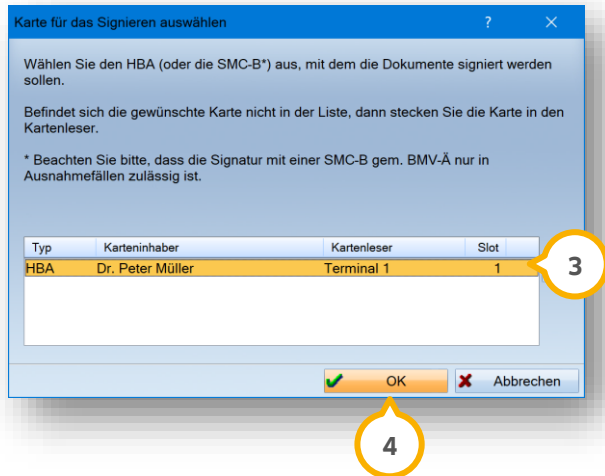 Karte für das Signieren auswählen ? ×
Wählen Sie den HBA (oder die SMC-B*) aus, mit dem die Dokumente signiert werden
sollen.
Befindet sich die gewünschte Karte nicht in der Liste, dann stecken Sie die Karte in den
Kartenleser.
* Beachten Sie bitte, dass die Signatur mit einer SMC-B gem. BMV-Ä nur in
Ausnahmefällen zulässig ist.
Typ Karteninhaber Kartenleser Slot
HBA Dr. Peter Müller Terminal 1 1
3
OK Abbrechen
4